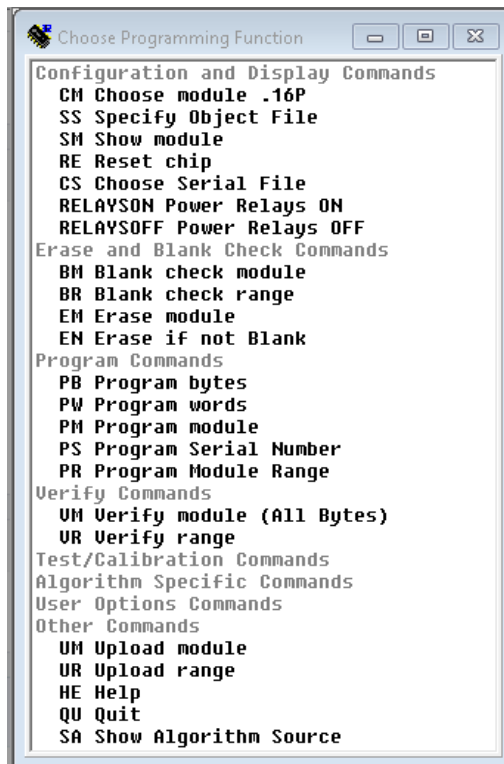 Choose Programming Function
Configuration and Display Commands
CM Choose module .16P
SS Specify Object File
SM Show module
RE Reset chip
CS Choose Serial File
RELAYSON Power Relays ON
RELAYSOFF Power Relays OFF
Erase and Blank Check Commands
BM Blank check module
BR Blank check range
EM Erase module
EN Erase if not Blank
Program Commands
PB Program bytes
PW Program words
PM Program module
PS Program Serial Number
PR Program Module Range
Verify Commands
VM Verify module (All Bytes)
VR Verify range
Test/Calibration Commands
Algorithm Specific Commands
User Options Commands
Other Commands
UM Upload module
UR Upload range
HE Help
QU Quit
SA Show Algorithm Source